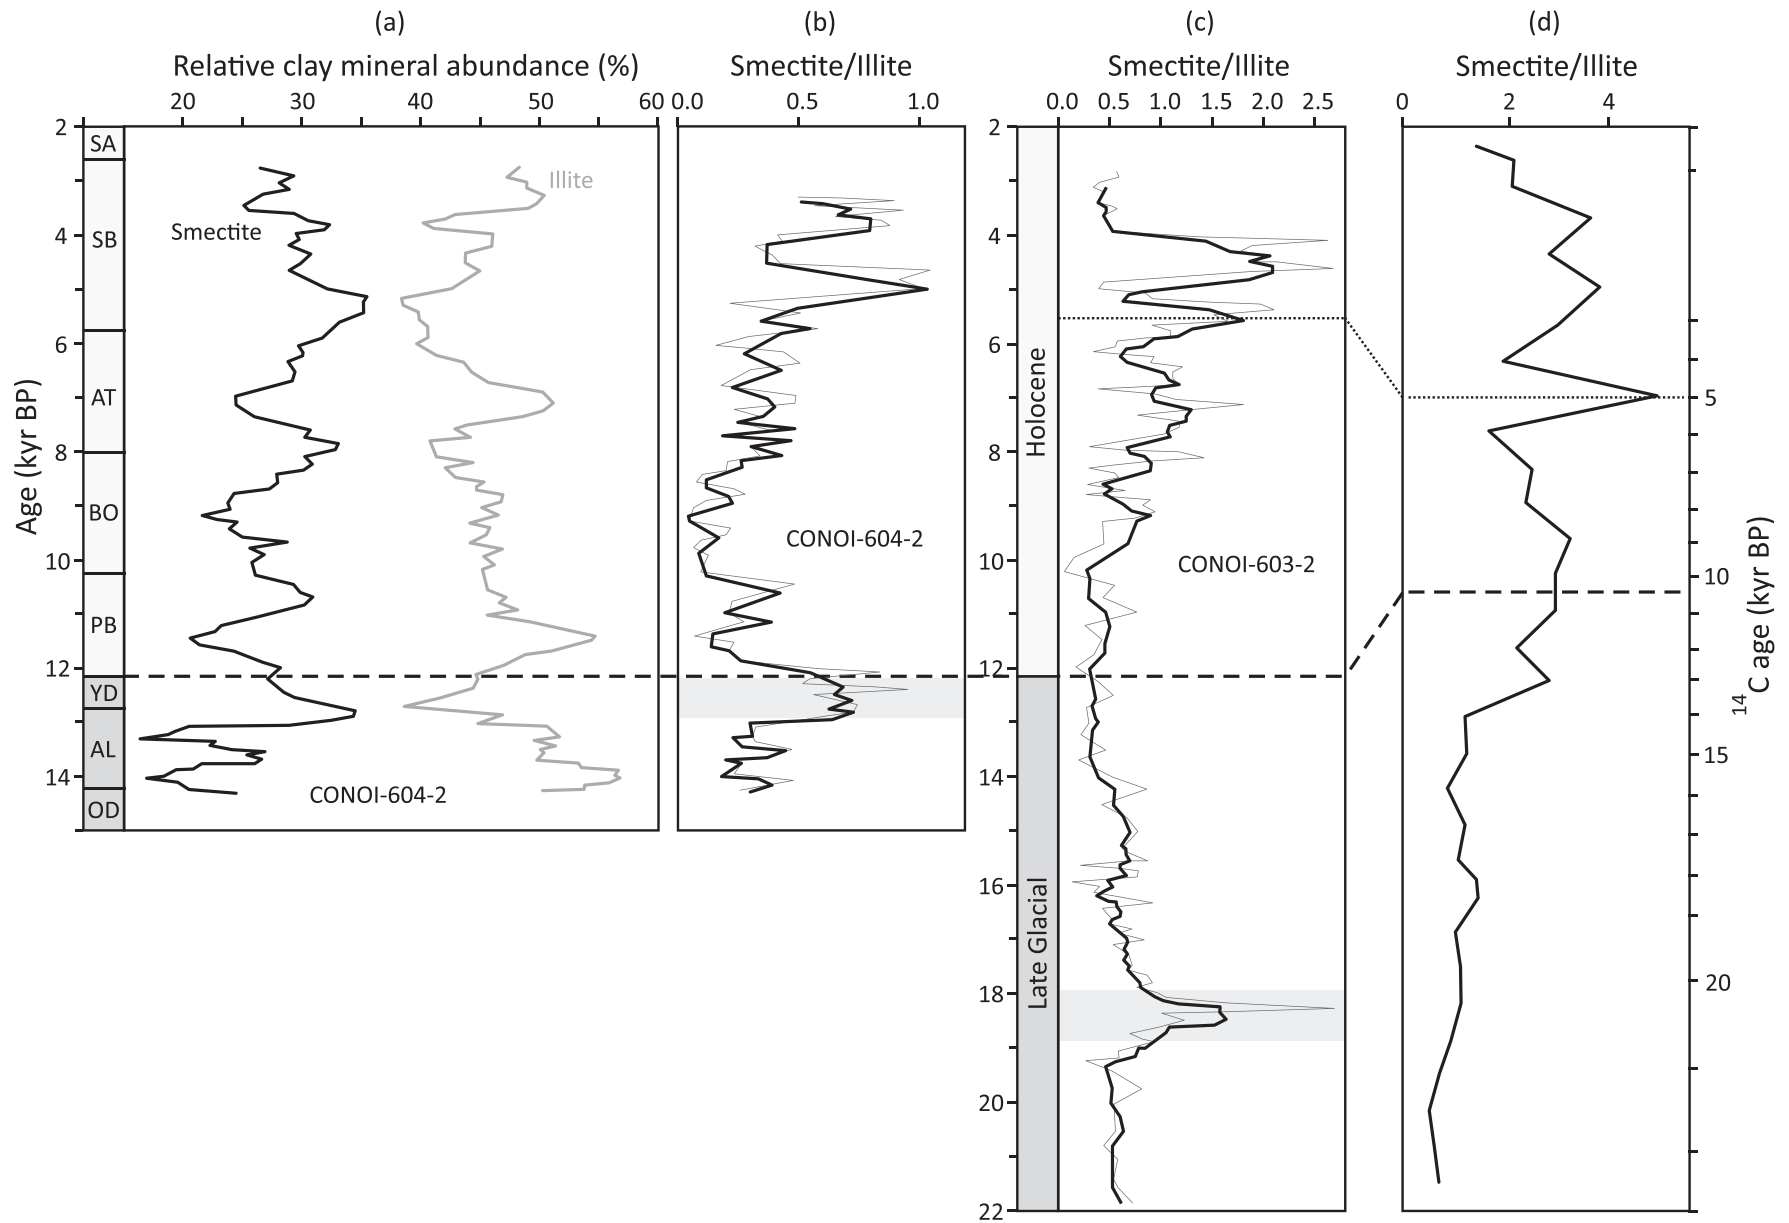 (a) (b) (c) (d)
Relative clay mineral abundance (%) Smectite/Illite Smectite/Illite Smectite/Illite
20 30 40 50 60 0.0 0.5 1.0 0.0 0.5 1.0 1.5 2.0 2.5 0 2 4
Age (kyr BP)
2
4
6
8
10
12
14
SA
SB
AT
BO
PB
YD
AL
OD
Illite
Smectite
CONOI-604-2
CONOI-604-2
2
4
6
8
10
12
14
16
18
20
22
Holocene
Late Glacial
CONOI-603-2
5
10
15
20
14C age (kyr BP)